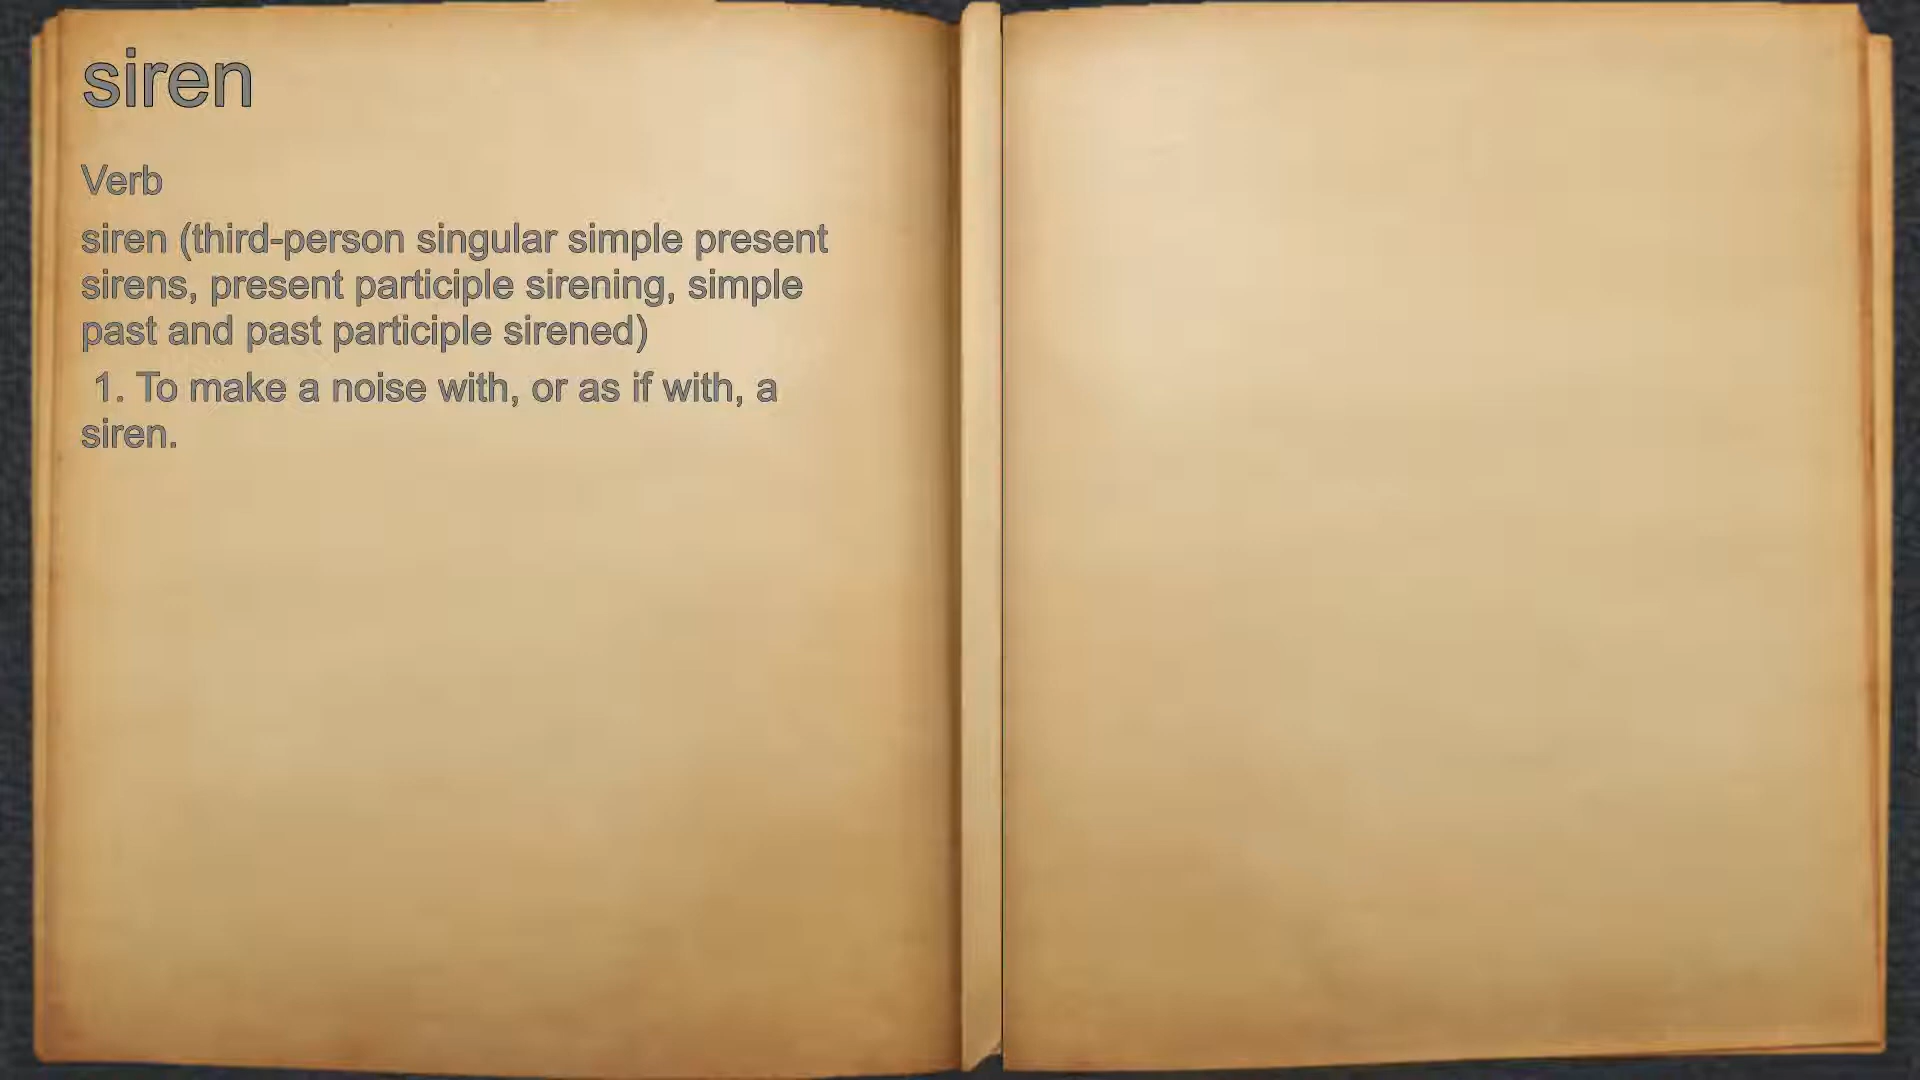 siren
Verb
siren (third-person singular simple present
sirens, present participle sirening, simple
past and past participle sirened)
1. To make a noise with, or as if with, a
siren.